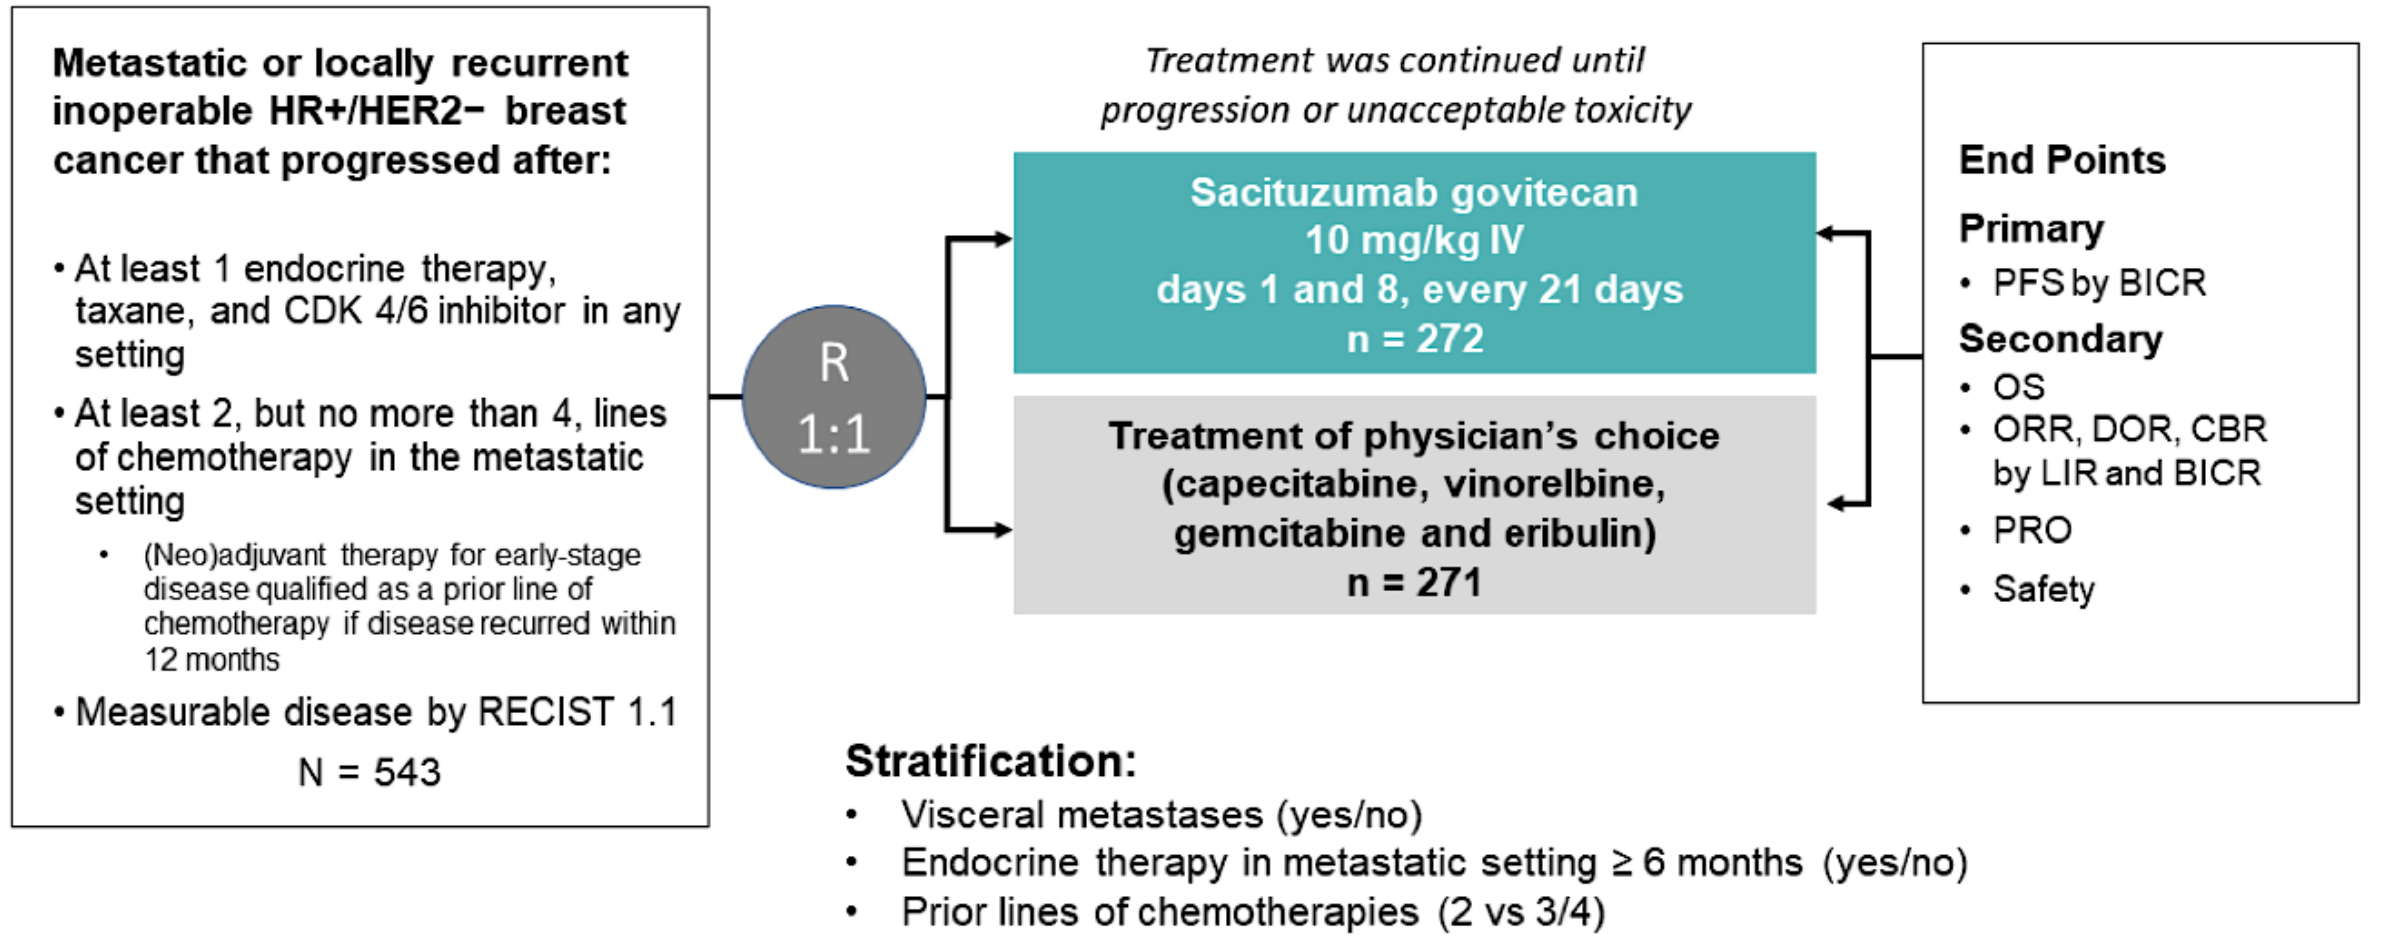 Metastatic or locally recurrent
inoperable HR+/HER2− breast
cancer that progressed after:
• At least 1 endocrine therapy,
taxane, and CDK 4/6 inhibitor in any
setting
• At least 2, but no more than 4, lines
of chemotherapy in the metastatic
setting
• (Neo)adjuvant therapy for early-stage
disease qualified as a prior line of
chemotherapy if disease recurred within
12 months
• Measurable disease by RECIST 1.1
N = 543
R
1:1
Treatment was continued until
progression or unacceptable toxicity
Sacituzumab govitecan
10 mg/kg IV
days 1 and 8, every 21 days
n = 272
Treatment of physician’s choice
(capecitabine, vinorelbine,
gemcitabine and eribulin)
n = 271
End Points
Primary
• PFS by BICR
Secondary
• OS
• ORR, DOR, CBR
by LIR and BICR
• PRO
• Safety
Stratification:
• Visceral metastases (yes/no)
• Endocrine therapy in metastatic setting ≥ 6 months (yes/no)
• Prior lines of chemotherapies (2 vs 3/4)